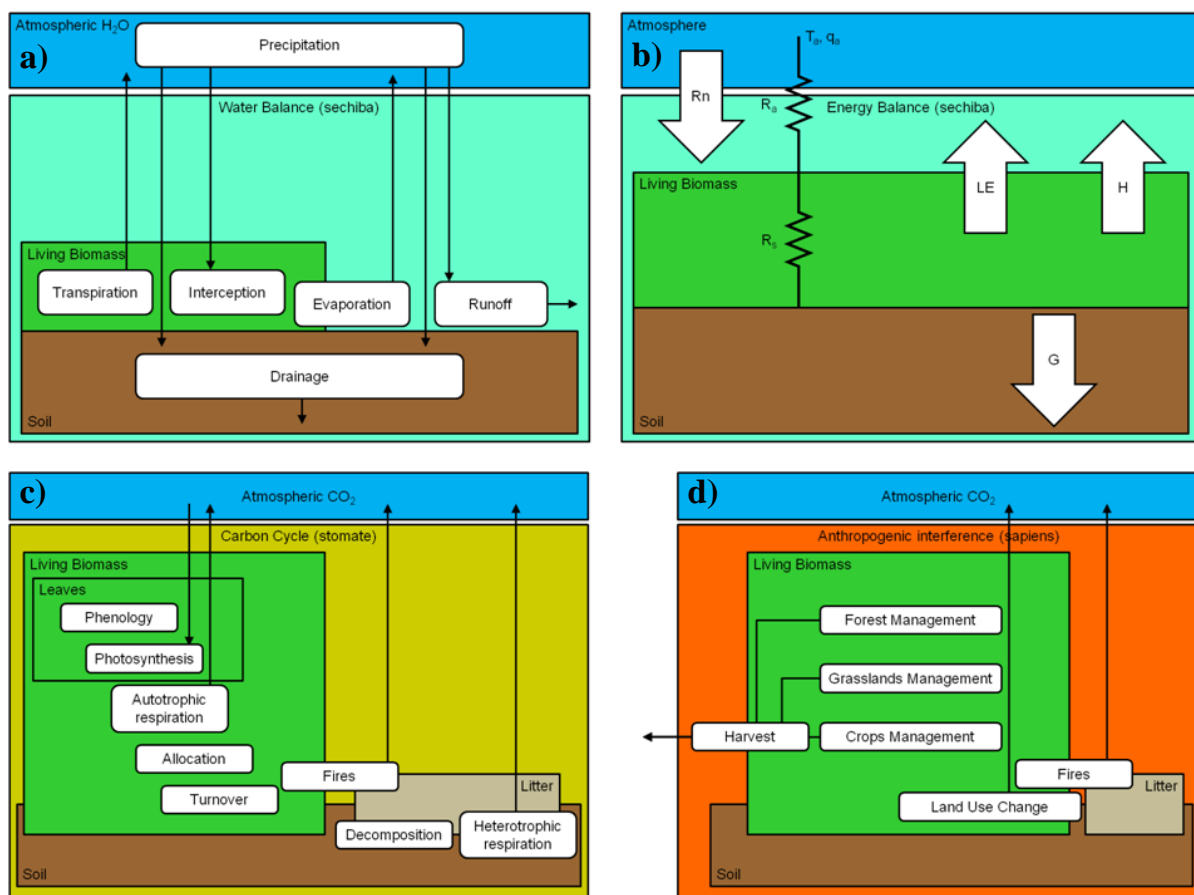 a)
Atmospheric H₂O
Precipitation
Water Balance (sechiba)
Living Biomass
Transpiration
Interception
Evaporation
Runoff
Drainage
Soil
b)
Atmosphere
Tₐ, qₐ
Rn
Rₐ
Energy Balance (sechiba)
Living Biomass
LE
H
Rₛ
G
Soil
c)
Atmospheric CO₂
Carbon Cycle (stomate)
Living Biomass
Leaves
Phenology
Photosynthesis
Autotrophic
respiration
Allocation
Fires
Turnover
Litter
Decomposition
Heterotrophic
respiration
Soil
d)
Atmospheric CO₂
Anthropogenic interference (sapiens)
Living Biomass
Forest Management
Grasslands Management
Harvest
Crops Management
Fires
Litter
Land Use Change
Soil